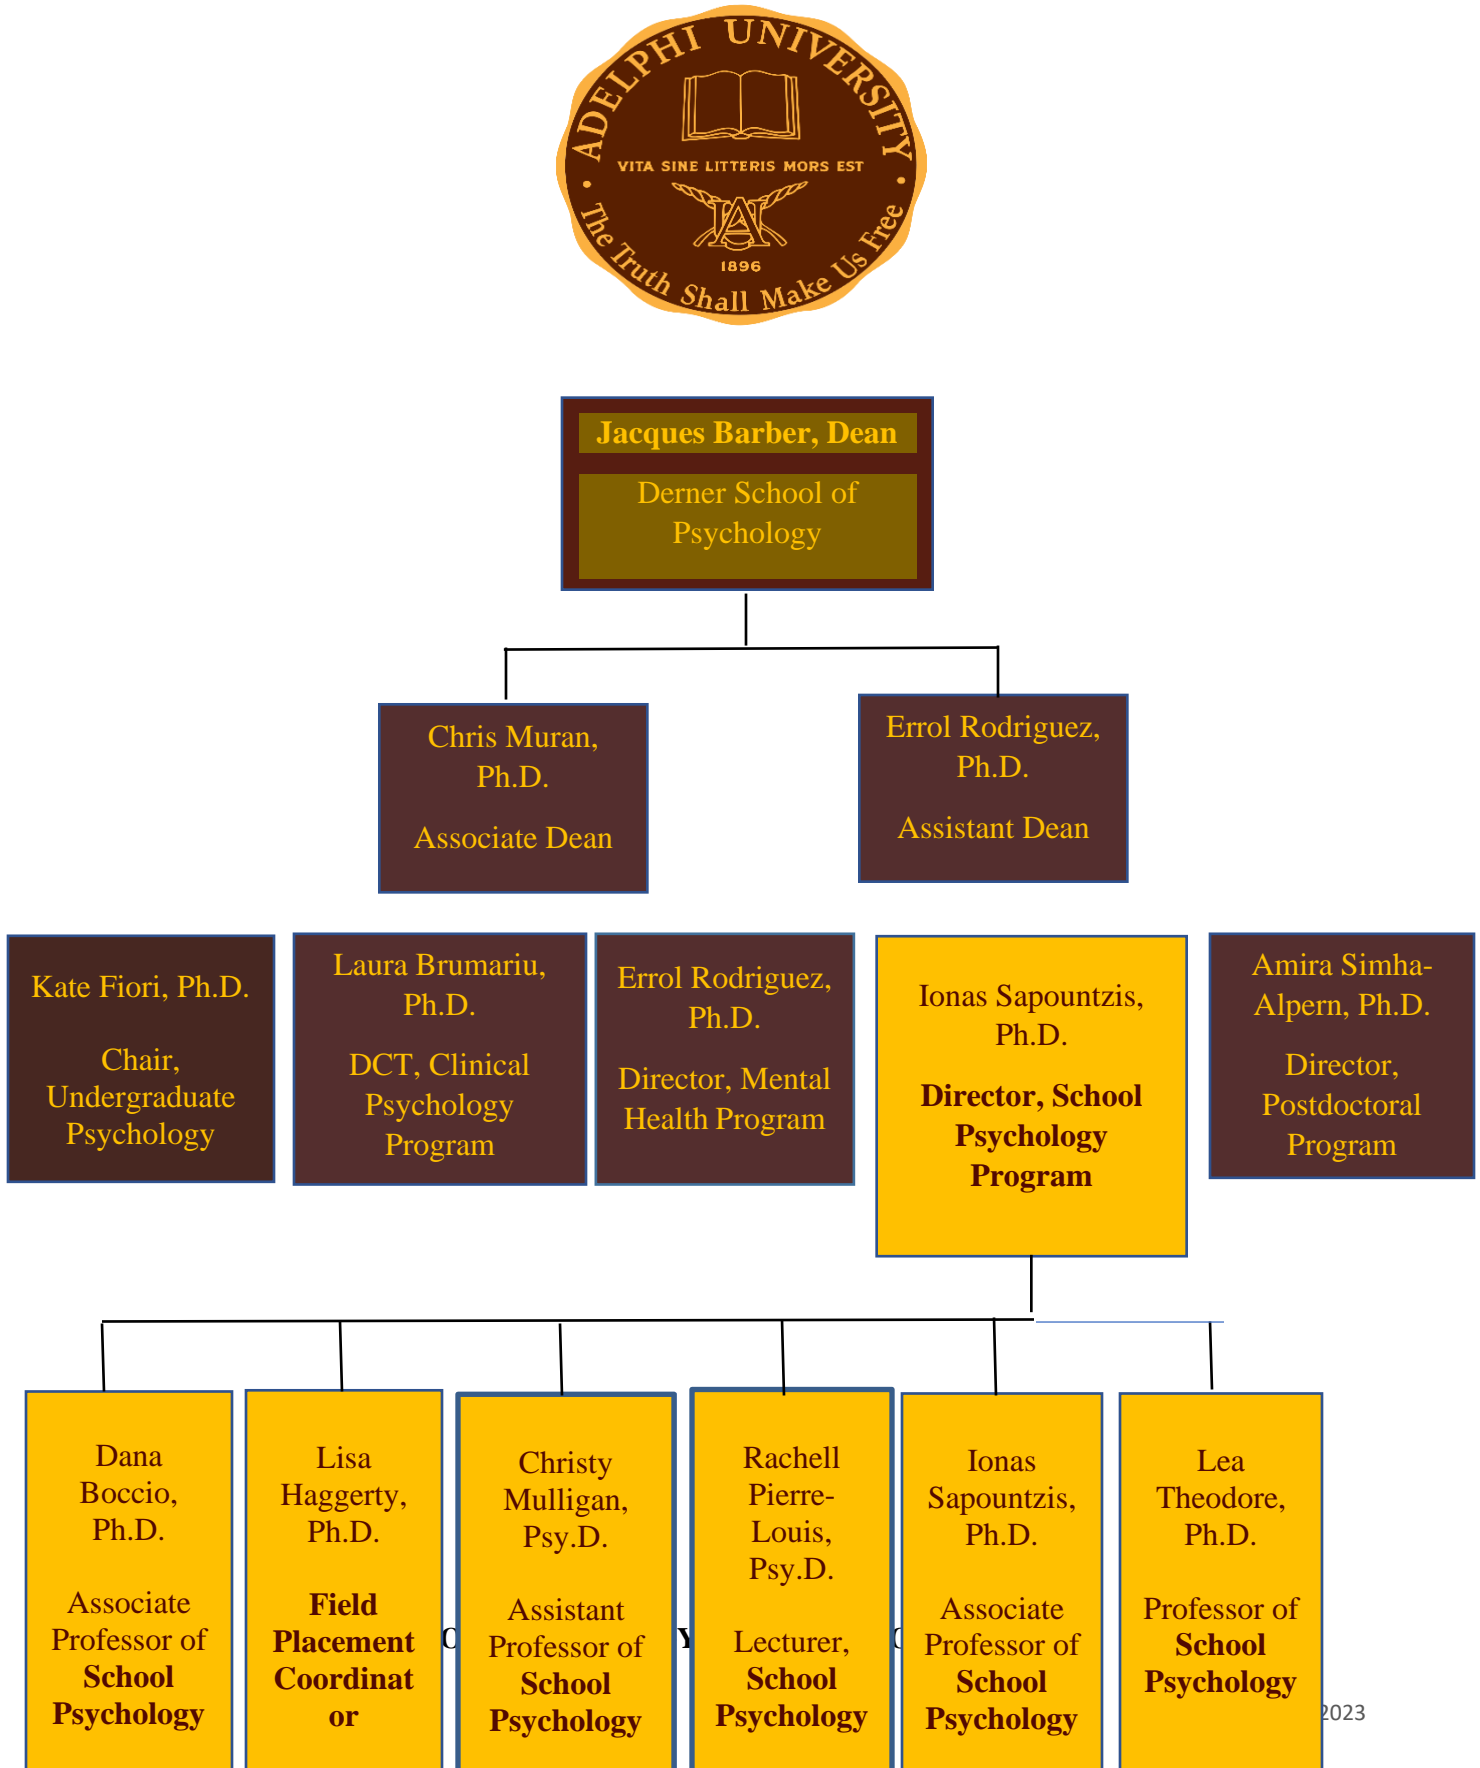 ADELPHI UNIVERSITY
VITA SINE LITTERIS MORS EST
1896
The Truth Shall Make Us Free
Jacques Barber, Dean
Derner School of
Psychology
Chris Muran,
Ph.D.
Associate Dean
Errol Rodriguez,
Ph.D.
Assistant Dean
Kate Fiori, Ph.D.
Chair,
Undergraduate
Psychology
Laura Brumariu,
Ph.D.
DCT, Clinical
Psychology
Program
Errol Rodriguez,
Ph.D.
Director, Mental
Health Program
Ionas Sapountzis,
Ph.D.
Director, School
Psychology
Program
Amira Simha-
Alpern, Ph.D.
Director,
Postdoctoral
Program
Dana
Boccio,
Ph.D.
Associate
Professor of
School
Psychology
Lisa
Haggerty,
Ph.D.
Field
Placement
Coordinat
or
Christy
Mulligan,
Psy.D.
Assistant
Professor of
School
Psychology
Rachell
Pierre-
Louis,
Psy.D.
Lecturer,
School
Psychology
Ionas
Sapountzis,
Ph.D.
Associate
Professor of
School
Psychology
Lea
Theodore,
Ph.D.
Professor of
School
Psychology
2023